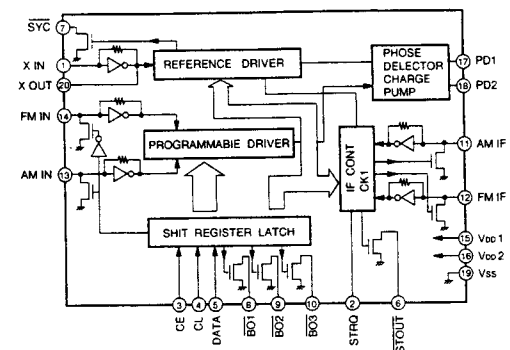 SYC
7
X IN
1
X OUT
20
FM IN
14
AM IN
13
REFERENCE DRIVER
PROGRAMMABIE DRIVER
SHIT REGISTER LATCH
PHOSE
DELECTOR
CHARGE
PUMP
IF CONT
CK1
17
PD1
18
PD2
11
AM IF
12
FM IF
15
VDD 1
16
VDD 2
19
VSS
3
4
5
8
9
10
2
6
CE
CL
DATA
BO1
BO2
BO3
STRQ
STOUT